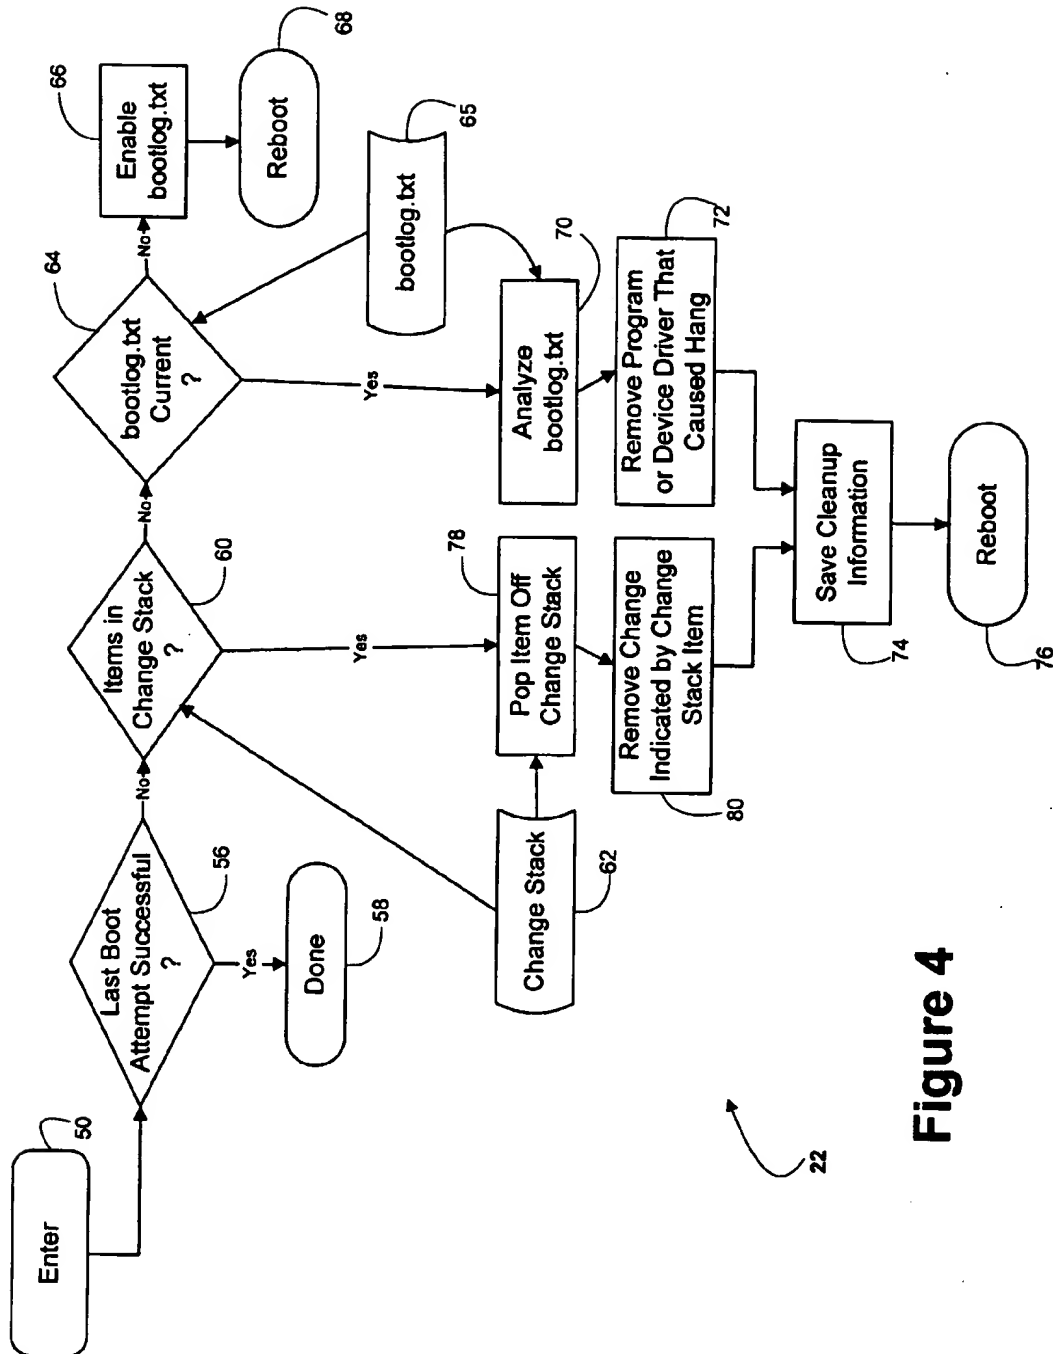 50
Enter
Last Boot
Attempt Successful
?
56
Yes
Done
58
No
Items in
Change Stack
?
60
No
bootlog.txt
Current
?
64
No
Enable
bootlog.txt
66
Reboot
68
bootlog.txt
65
Yes
Yes
Change Stack
62
Pop Item Off
Change Stack
78
Remove Change
Indicated by Change
Stack Item
80
Analyze
bootlog.txt
70
Remove Program
or Device Driver That
Caused Hang
72
Save Cleanup
Information
74
Reboot
76
22
Figure 4